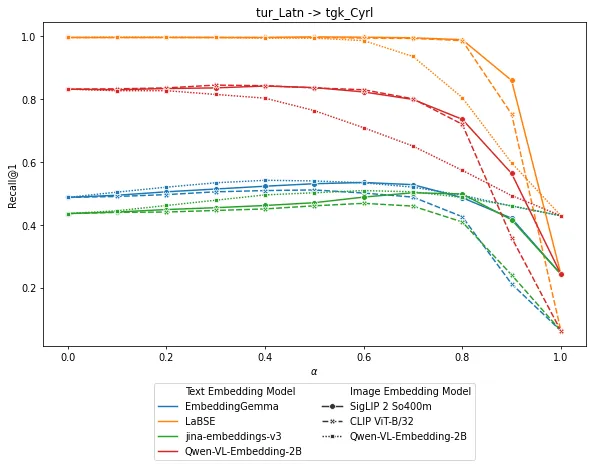 tur_Latn -> tgk_Cyrl
Recall@1
1.0
0.8
0.6
0.4
0.2
0.0 0.2 0.4 0.6 0.8 1.0
α
Text Embedding Model Image Embedding Model
EmbeddingGemma SigLIP 2 So400m
LaBSE CLIP ViT-B/32
jina-embeddings-v3 Qwen-VL-Embedding-2B
Qwen-VL-Embedding-2B